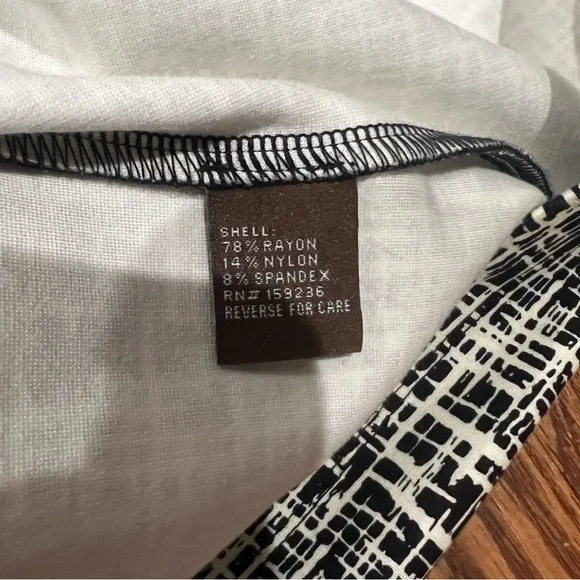 SHELL:
78% RAYON
14% NYLON
8% SPANDEX
RN# 159236
REVERSE FOR CARE